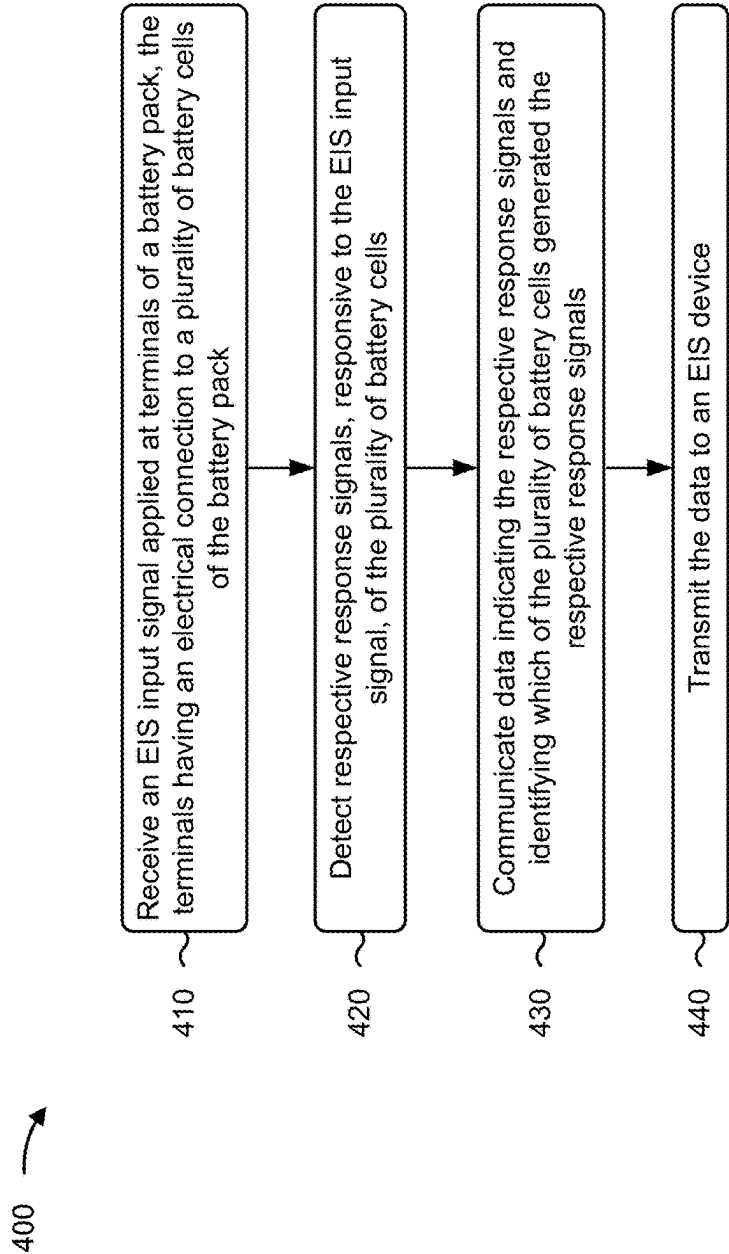 400
410
Receive an EIS input signal applied at terminals of a battery pack, the
terminals having an electrical connection to a plurality of battery cells
of the battery pack
420
Detect respective response signals, responsive to the EIS input
signal, of the plurality of battery cells
430
Communicate data indicating the respective response signals and
identifying which of the plurality of battery cells generated the
respective response signals
440
Transmit the data to an EIS device